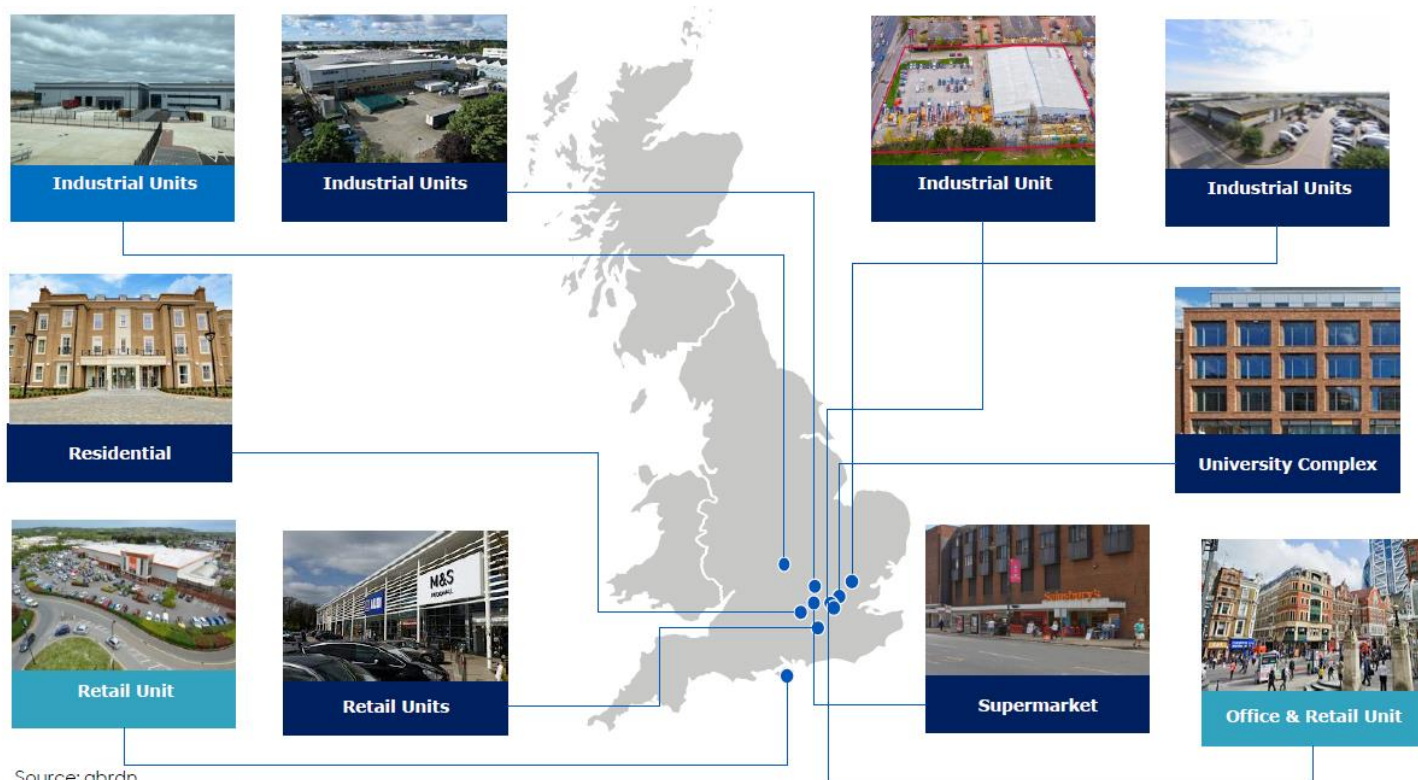 Industrial Units
Industrial Units
Industrial Unit
Industrial Units
Residential
University Complex
M&S
Sainsbury's
Retail Unit
Retail Units
Supermarket
Office & Retail Unit
Source: abrdn